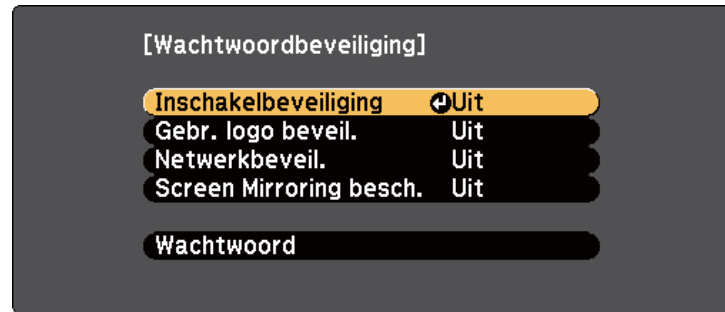 [Wachtwoordbeveiliging]
Inschakelbeveiliging Uit
Gebr. logo beveil. Uit
Netwerkbeveil. Uit
Screen Mirroring besch. Uit
Wachtwoord